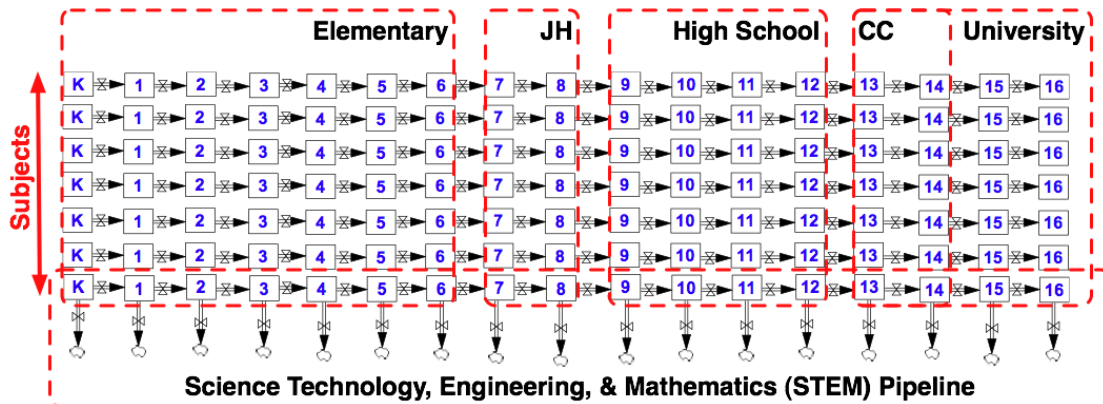 Elementary JH High School CC University
Subjects
K 1 2 3 4 5 6 7 8 9 10 11 12 13 14 15 16
K 1 2 3 4 5 6 7 8 9 10 11 12 13 14 15 16
K 1 2 3 4 5 6 7 8 9 10 11 12 13 14 15 16
K 1 2 3 4 5 6 7 8 9 10 11 12 13 14 15 16
K 1 2 3 4 5 6 7 8 9 10 11 12 13 14 15 16
K 1 2 3 4 5 6 7 8 9 10 11 12 13 14 15 16
K 1 2 3 4 5 6 7 8 9 10 11 12 13 14 15 16
Science Technology, Engineering, & Mathematics (STEM) Pipeline